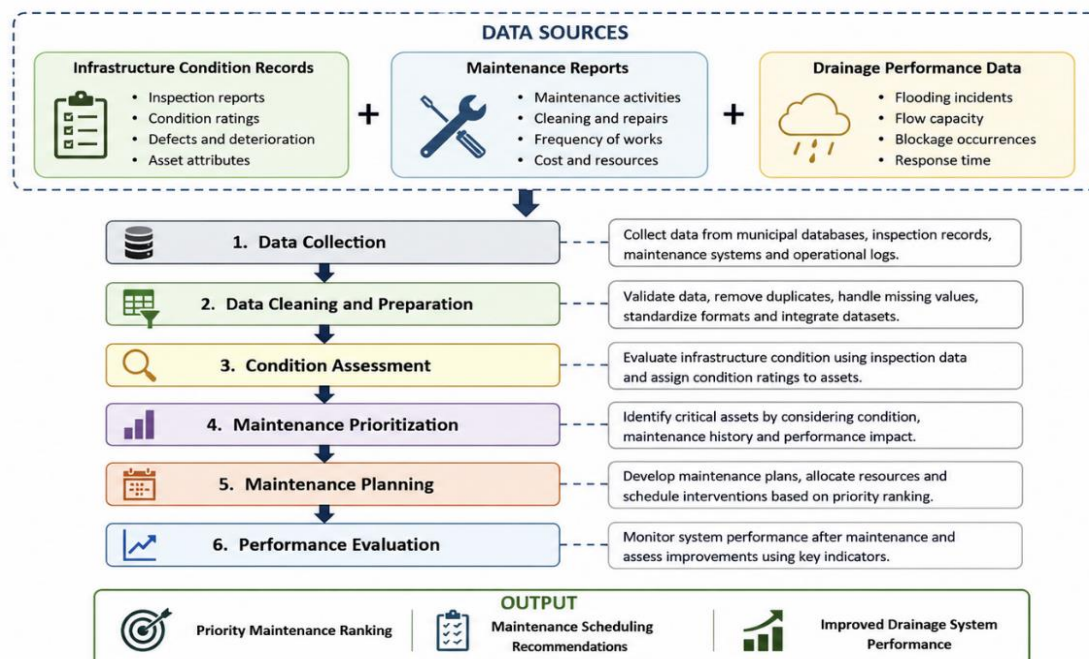 DATA SOURCES
Infrastructure Condition Records
• Inspection reports
• Condition ratings
• Defects and deterioration
• Asset attributes
+
Maintenance Reports
• Maintenance activities
• Cleaning and repairs
• Frequency of works
• Cost and resources
+
Drainage Performance Data
• Flooding incidents
• Flow capacity
• Blockage occurrences
• Response time
1. Data Collection
Collect data from municipal databases, inspection records,
maintenance systems and operational logs.
2. Data Cleaning and Preparation
Validate data, remove duplicates, handle missing values,
standardize formats and integrate datasets.
3. Condition Assessment
Evaluate infrastructure condition using inspection data
and assign condition ratings to assets.
4. Maintenance Prioritization
Identify critical assets by considering condition,
maintenance history and performance impact.
5. Maintenance Planning
Develop maintenance plans, allocate resources and
schedule interventions based on priority ranking.
6. Performance Evaluation
Monitor system performance after maintenance and
assess improvements using key indicators.
OUTPUT
Priority Maintenance Ranking
Maintenance Scheduling
Recommendations
Improved Drainage System
Performance